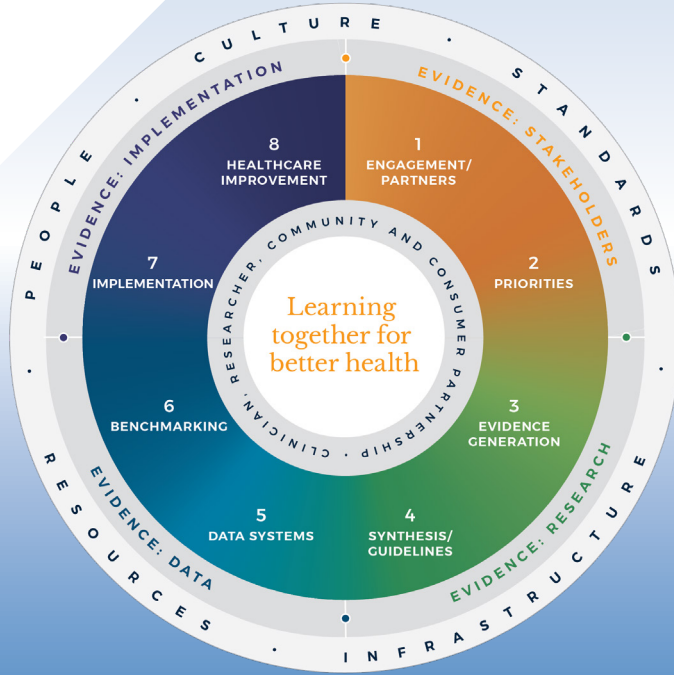 PEOPLE · CULTURE · STANDARDS · INFRASTRUCTURE · RESOURCES ·
EVIDENCE: STAKEHOLDERS
EVIDENCE: RESEARCH
EVIDENCE: DATA
EVIDENCE: IMPLEMENTATION
1
ENGAGEMENT/
PARTNERS
2
PRIORITIES
3
EVIDENCE
GENERATION
4
SYNTHESIS/
GUIDELINES
5
DATA SYSTEMS
6
BENCHMARKING
7
IMPLEMENTATION
8
HEALTHCARE
IMPROVEMENT
CLINICIAN, RESEARCHER, COMMUNITY AND CONSUMER PARTNERSHIP ·
Learning
together for
better health